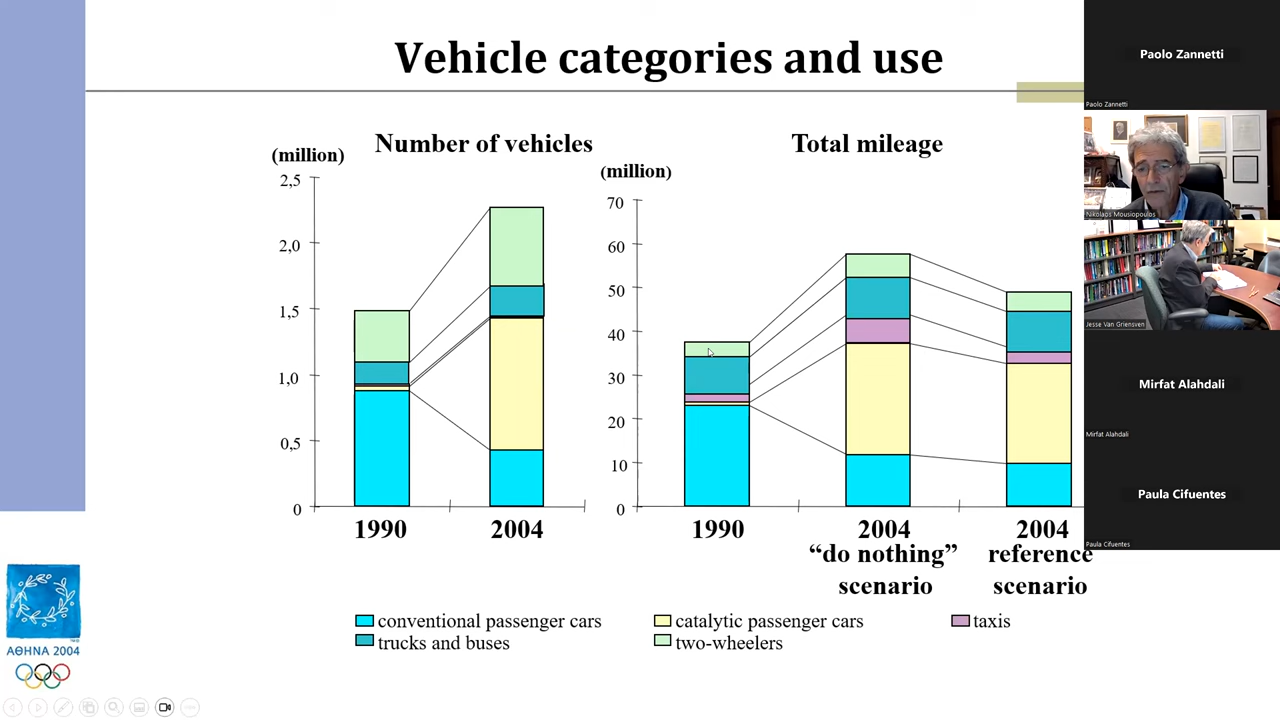 Vehicle categories and use
Number of vehicles
(million)
2,5
2,0
1,5
1,0
0,5
0
1990
2004
Total mileage
(million)
70
60
50
40
30
20
10
0
1990
2004
“do nothing”
scenario
2004
reference
scenario
conventional passenger cars
catalytic passenger cars
taxis
trucks and buses
two-wheelers
ΑΘΗΝΑ 2004
Paolo Zannetti
Paolo Zannetti
Nikolaos Mousiopoulos
Jesse Van Griensven
Mirfat Alahdali
Mirfat Alahdali
Paula Cifuentes
Paula Cifuentes